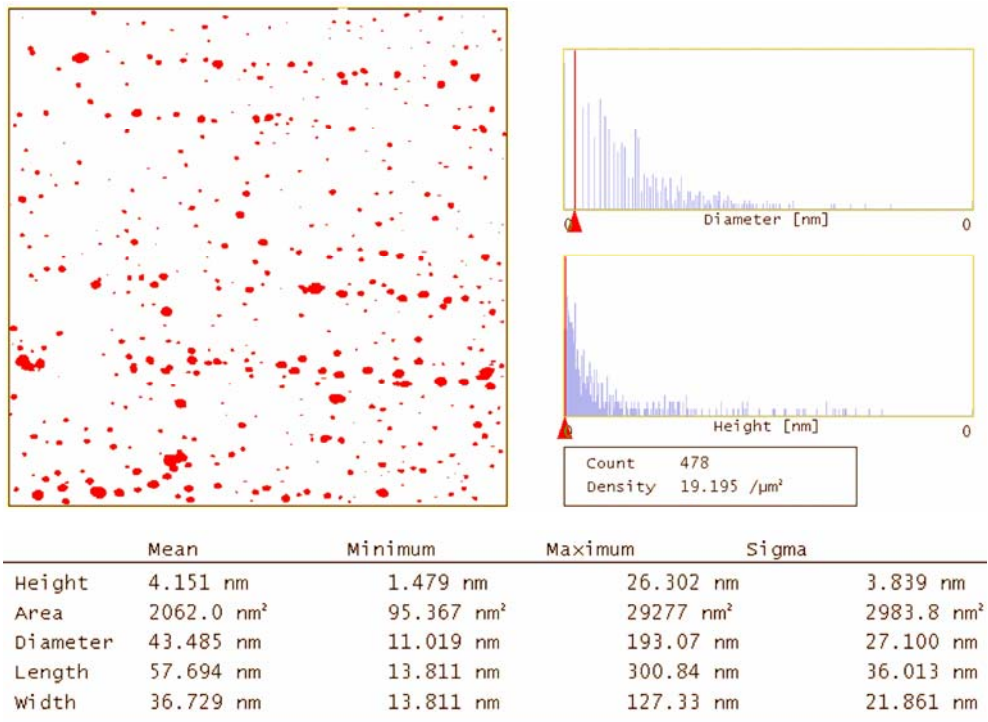 0 Diameter [nm] 0
0 Height [nm] 0
Count 478
Density 19.195 /µm²
Mean Minimum Maximum Sigma
Height 4.151 nm 1.479 nm 26.302 nm 3.839 nm
Area 2062.0 nm² 95.367 nm² 29277 nm² 2983.8 nm²
Diameter 43.485 nm 11.019 nm 193.07 nm 27.100 nm
Length 57.694 nm 13.811 nm 300.84 nm 36.013 nm
Width 36.729 nm 13.811 nm 127.33 nm 21.861 nm